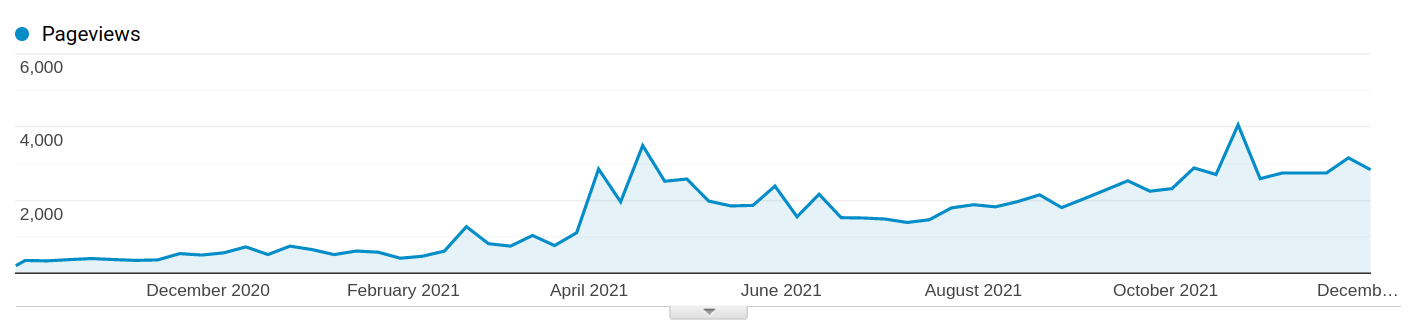 Pageviews
6,000
4,000
2,000
December 2020 February 2021 April 2021 June 2021 August 2021 October 2021 Decemb…